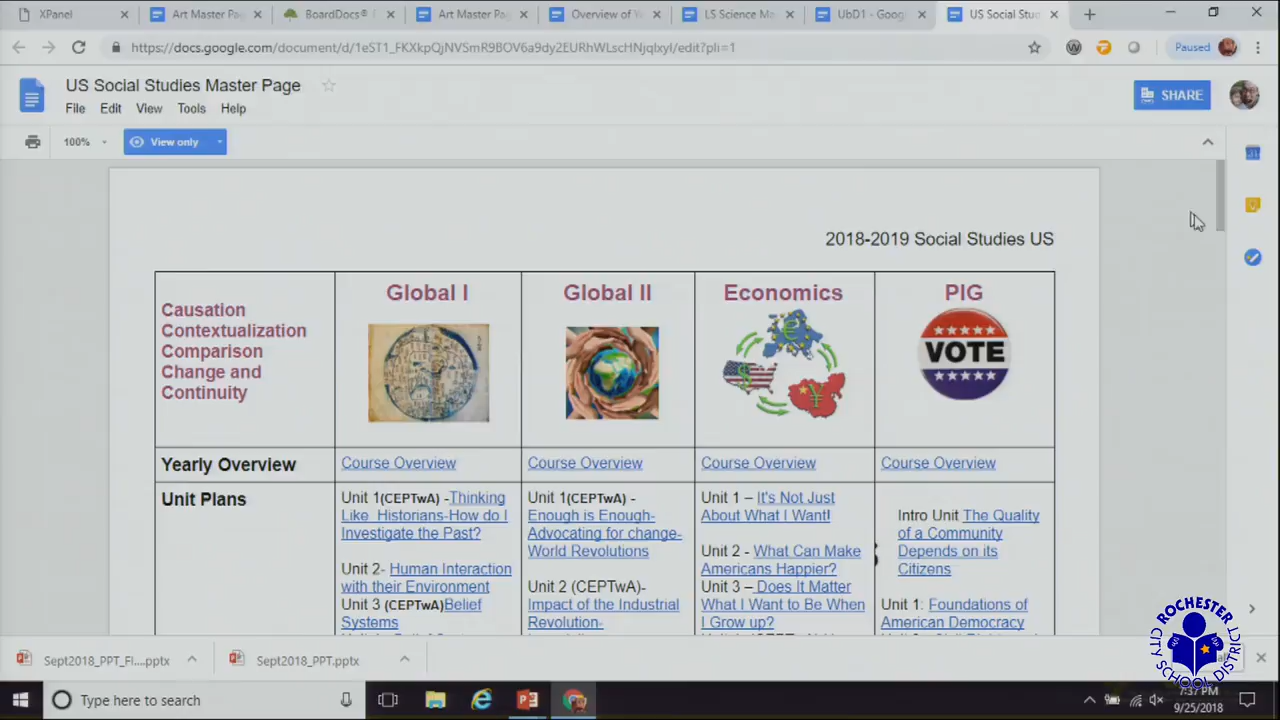 XPanel
Art Master Pag
BoardDocs®
Art Master Pag
Overview of
LS Science Ma
UbD1 - Goog
US Social Stud
https://docs.google.com/document/d/1eST1_FKXkpQjNVSmR9BOV6a9dy2EURhWLscHNjqlxyI/edit?pli=1
Paused
US Social Studies Master Page
File Edit View Tools Help
SHARE
100%
View only
2018-2019 Social Studies US
Causation
Contextualization
Comparison
Change and
Continuity
Global I
Global II
Economics
PIG
VOTE
Yearly Overview
Course Overview
Course Overview
Course Overview
Course Overview
Unit Plans
Unit 1(CEPTwA) -Thinking
Like Historians-How do I
Investigate the Past?
Unit 2- Human Interaction
with their Environment
Unit 3 (CEPTwA)Belief
Systems
Unit 1(CEPTwA) -
Enough is Enough-
Advocating for change-
World Revolutions
Unit 2 (CEPTwA)-
Impact of the Industrial
Revolution-
Unit 1 – It's Not Just
About What I Want!
Unit 2 - What Can Make
Americans Happier?
Unit 3 – Does It Matter
What I Want to Be When
I Grow up?
Intro Unit The Quality
of a Community
Depends on its
Citizens
Unit 1: Foundations of
American Democracy
ROCHESTER
CITY SCHOOL DISTRICT
Sept2018_PPT_FI....pptx
Sept2018_PPT.pptx
Type here to search
7:37 PM
9/25/2018